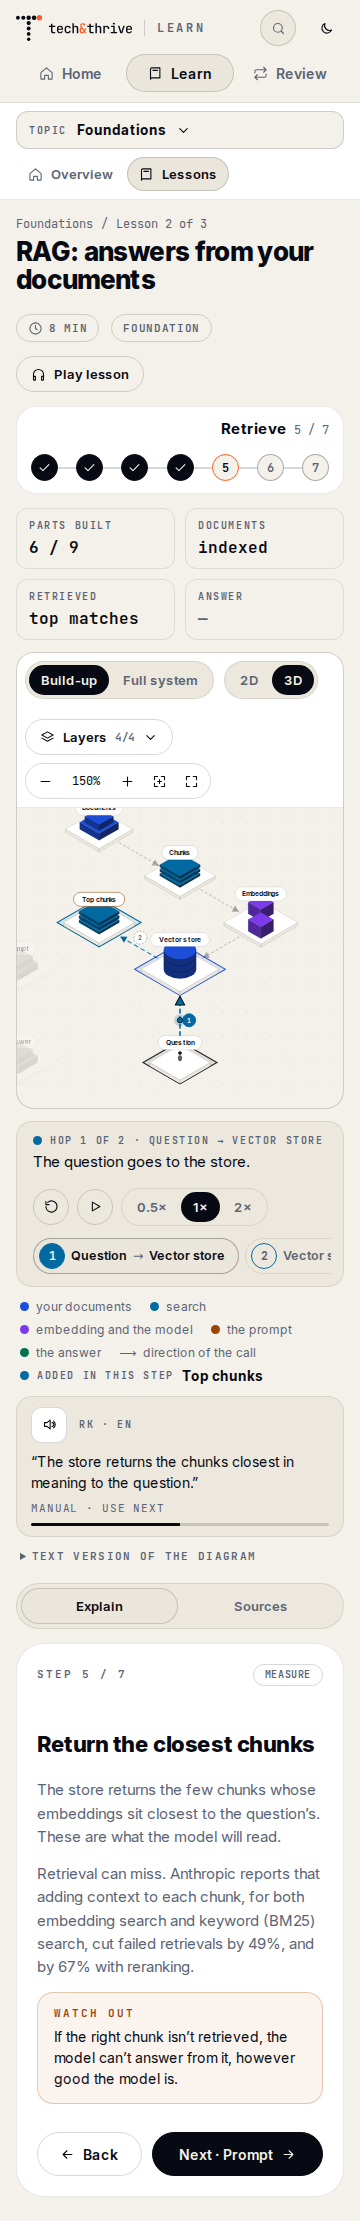 tech&thrive LEARN
Home Learn Review
TOPIC Foundations
Overview Lessons
Foundations / Lesson 2 of 3
RAG: answers from your
documents
8 MIN FOUNDATION
Play lesson
Retrieve 5 / 7
5 6 7
PARTS BUILT DOCUMENTS
6 / 9 indexed
RETRIEVED ANSWER
top matches —
Build-up Full system 2D 3D
Layers 4/4
— 150% +
Documents
Chunks
Embeddings
Top chunks
2 Vector store
1
Question
HOP 1 OF 2 · QUESTION → VECTOR STORE
The question goes to the store.
0.5× 1× 2×
1 Question → Vector store 2 Vector s
your documents search
embedding and the model the prompt
the answer → direction of the call
ADDED IN THIS STEP Top chunks
RK · EN
“The store returns the chunks closest in
meaning to the question.”
MANUAL · USE NEXT
▶ TEXT VERSION OF THE DIAGRAM
Explain Sources
STEP 5 / 7 MEASURE
Return the closest chunks
The store returns the few chunks whose
embeddings sit closest to the question’s.
These are what the model will read.
Retrieval can miss. Anthropic reports that
adding context to each chunk, for both
embedding search and keyword (BM25)
search, cut failed retrievals by 49%, and
by 67% with reranking.
WATCH OUT
If the right chunk isn’t retrieved, the
model can’t answer from it, however
good the model is.
← Back Next · Prompt →